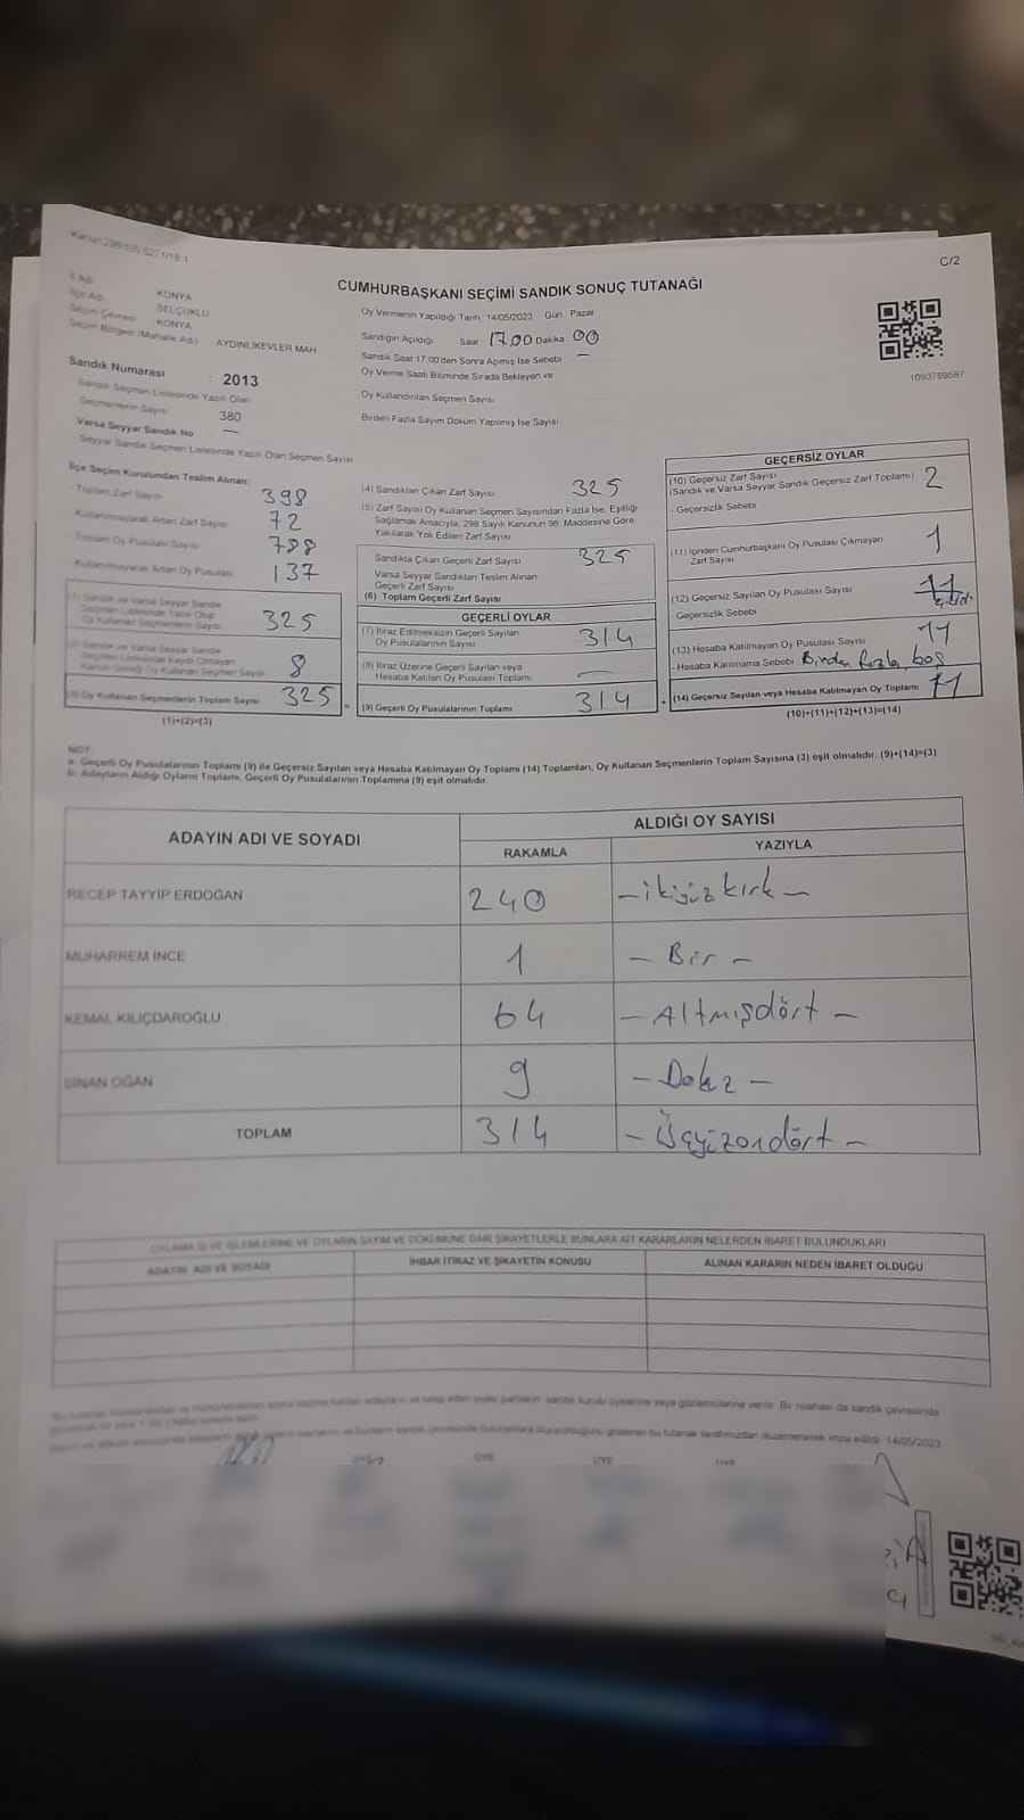 C/2
CUMHURBAŞKANI SEÇİMİ SANDIK SONUÇ TUTANAĞI
İl Adı KONYA
İlçe Adı SELÇUKLU
Seçim Çevresi KONYA
Seçim Bölgesi (Mahalle Adı) AYDINLIKEVLER MAH
Sandık Numarası : 2013
Sandık Seçmen Listesinde Yazılı Olan
Seçmenlerin Sayısı 380
Varsa Seyyar Sandık No —
Seyyar Sandık Seçmen Listesinde Yazılı Olan Seçmen Sayısı
Oy Vermenin Yapıldığı Tarih : 14/05/2023 Gün : Pazar
Sandığın Açıldığı Saat : 17.00 Dakika : 00
Sandık Saat 17.00'den Sonra Açılmış İse Sebebi —
Oy Verme Saati Bitiminde Sırada Bekleyen ve
Oy Kullandırılan Seçmen Sayısı
Birden Fazla Sayım Döküm Yapılmış İse Sayısı
1093759587
İlçe Seçim Kurulundan Teslim Alınan:
Toplam Zarf Sayısı 398
Kullanılmayarak Artan Zarf Sayısı 72
Toplam Oy Pusulası Sayısı 798
Kullanılmayarak Artan Oy Pusulası 137
(1) Sandık ve Varsa Seyyar Sandık
Seçmen Listesinde Yazılı Olup
Oy Kullanan Seçmenlerin Sayısı 325
(2) Sandık ve Varsa Seyyar Sandık
Seçmen Listesinde Kaydı Olmayan
8
(3) Oy Kullanan Seçmenlerin Toplam Sayısı 325
(1)+(2)=(3)
(4) Sandıktan Çıkan Zarf Sayısı 325
(5) Zarf Sayısı Oy Kullanan Seçmen Sayısından Fazla İse, Eşitliği
Sağlamak Amacıyla, 298 Sayılı Kanunun 98. Maddesine Göre
Yakılarak Yok Edilen Zarf Sayısı
Sandıkta Çıkan Geçerli Zarf Sayısı 325
Varsa Seyyar Sandıktan Teslim Alınan
Geçerli Zarf Sayısı
(6) Toplam Geçerli Zarf Sayısı
GEÇERLİ OYLAR
(7) İtiraz Edilmeksizin Geçerli Sayılan
Oy Pusulalarının Sayısı 314
(8) İtiraz Üzerine Geçerli Sayılan veya
Hesaba Katılan Oy Pusulası Toplamı —
(9) Geçerli Oy Pusulalarının Toplamı 314
GEÇERSİZ OYLAR
(10) Geçersiz Zarf Sayısı
(Sandık ve Varsa Seyyar Sandık Geçersiz Zarf Toplamı) 2
- Geçersizlik Sebebi
(11) İçinden Cumhurbaşkanı Oy Pusulası Çıkmayan
Zarf Sayısı 1
(12) Geçersiz Sayılan Oy Pusulası Sayısı 11
Geçersizlik Sebebi
(13) Hesaba Katılmayan Oy Pusulası Sayısı 11
- Hesaba Katılmama Sebebi Birden fazla, boş
(14) Geçersiz Sayılan veya Hesaba Katılmayan Oy Toplamı 11
(10)+(11)+(12)+(13)=(14)
NOT:
a- Geçerli Oy Pusulalarının Toplamı (9) ile Geçersiz Sayılan veya Hesaba Katılmayan Oy Toplamı (14) Toplamları, Oy Kullanan Seçmenlerin Toplam Sayısına (3) eşit olmalıdır. (9)+(14)=(3)
b- Adayların Aldığı Oyların Toplamı, Geçerli Oy Pusulalarının Toplamına (9) eşit olmalıdır.
ADAYIN ADI VE SOYADI ALDIĞI OY SAYISI
RAKAMLA YAZIYLA
RECEP TAYYİP ERDOĞAN 240 - ikiyüzkırk -
MUHARREM İNCE 1 - Bir -
KEMAL KILIÇDAROĞLU 64 - Altmışdört -
SİNAN OĞAN 9 - Dokuz -
TOPLAM 314 - Üçyüzondört -
OYLAMA İŞ VE İŞLEMLERİNE VE OYLARIN SAYIM VE DÖKÜMÜNE DAİR ŞİKAYETLERLE BUNLARA AİT KARARLARIN NELERDEN İBARET BULUNDUKLARI
ADAYIN ADI VE SOYADI İHBAR İTİRAZ VE ŞİKAYETİN KONUSU ALINAN KARARIN NEDEN İBARET OLDUĞU
14/05/2023
ÜYE ÜYE ÜYE